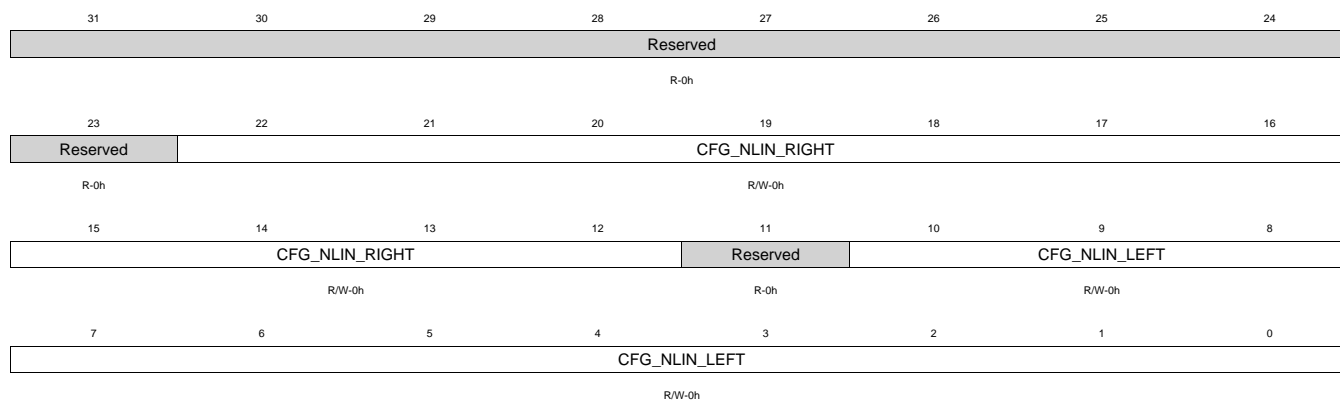 31 30 29 28 27 26 25 24
Reserved
R-0h
23 22 21 20 19 18 17 16
Reserved CFG_NLIN_RIGHT
R-0h R/W-0h
15 14 13 12 11 10 9 8
CFG_NLIN_RIGHT Reserved CFG_NLIN_LEFT
R/W-0h R-0h R/W-0h
7 6 5 4 3 2 1 0
CFG_NLIN_LEFT
R/W-0h